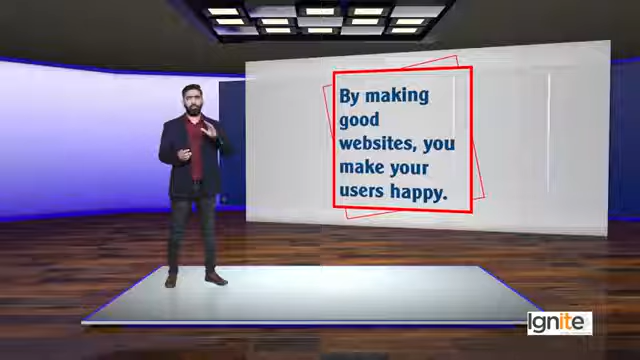 By making
good
websites, you
make your
users happy.
Ignite